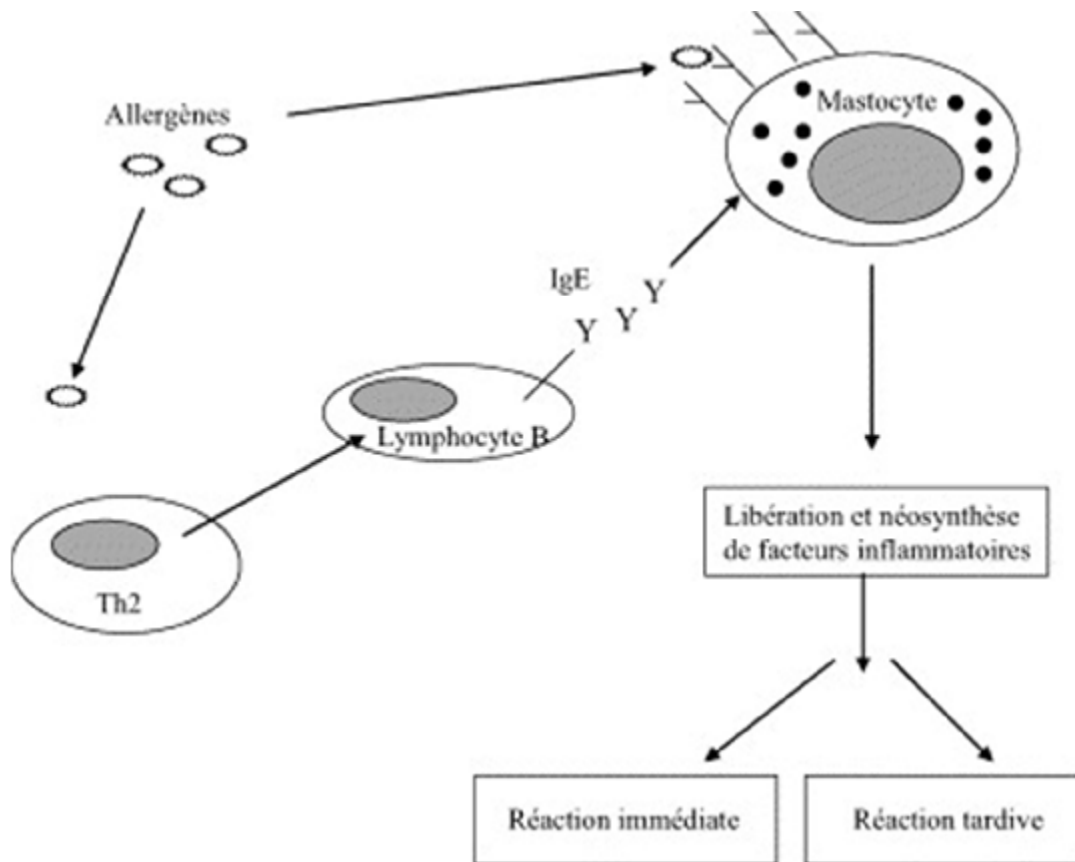 Allergènes
Mastocyte
IgE
Y Y Y
Lymphocyte B
Th2
Libération et néosynthèse
de facteurs inflammatoires
Réaction immédiate
Réaction tardive